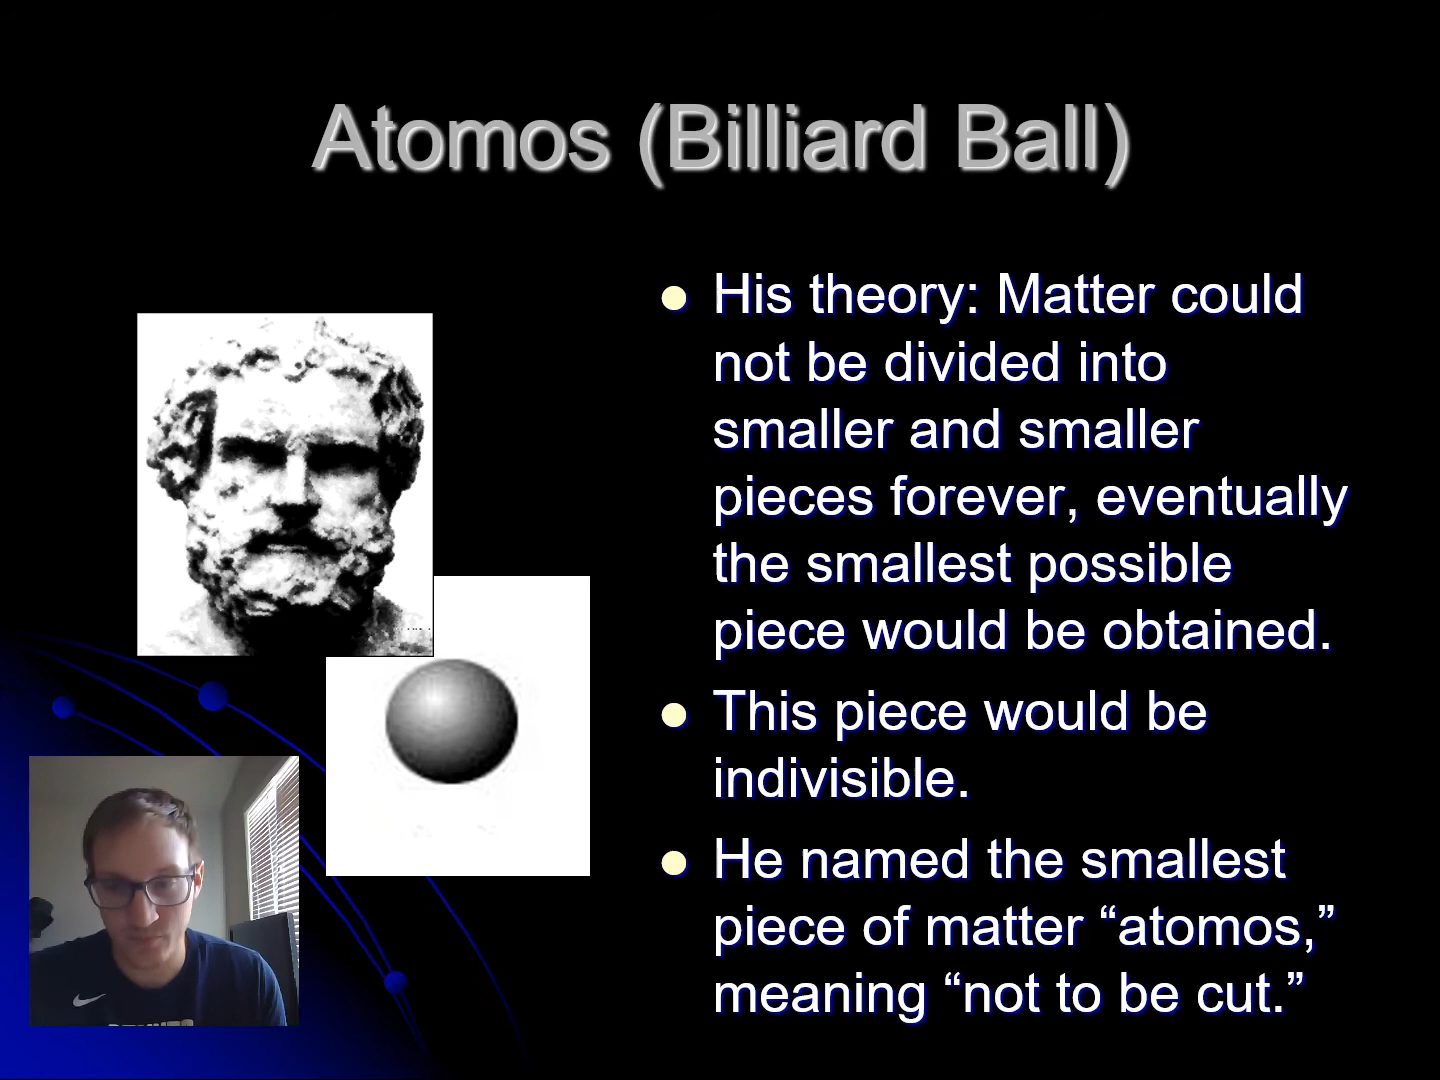 Atomos (Billiard Ball)
His theory: Matter could
not be divided into
smaller and smaller
pieces forever, eventually
the smallest possible
piece would be obtained.
This piece would be
indivisible.
He named the smallest
piece of matter “atomos,”
meaning “not to be cut.”